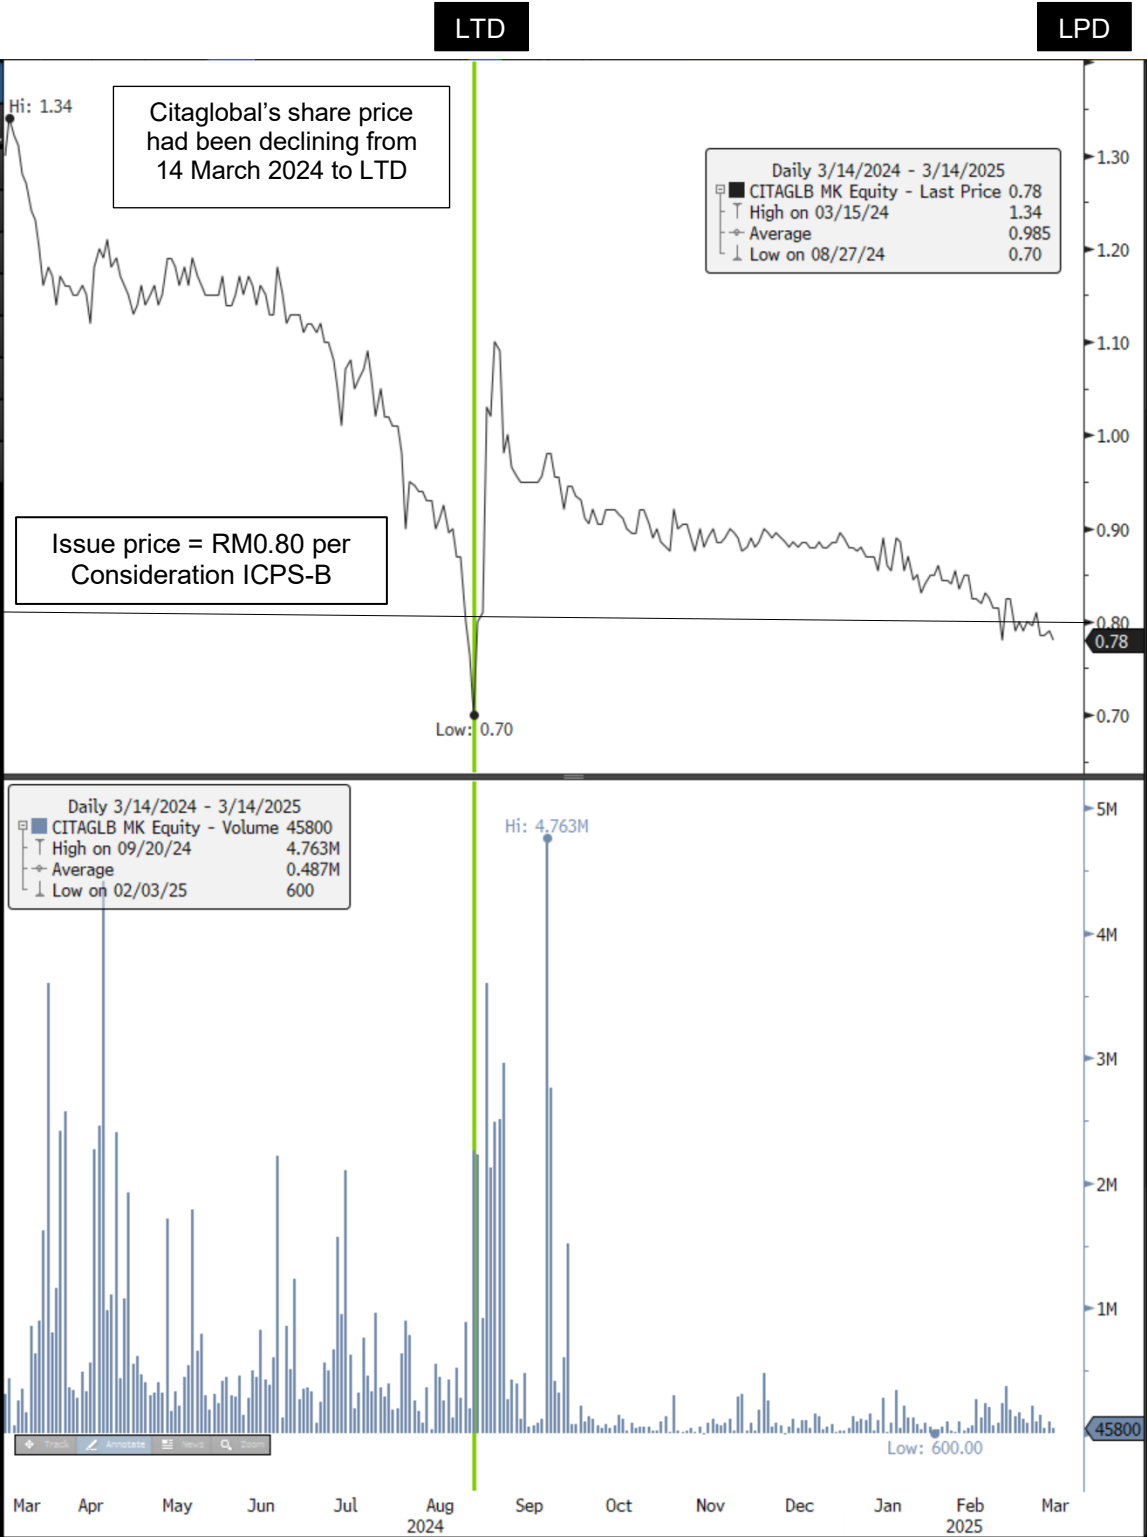 LTD
LPD
Hi: 1.34
Citaglobal’s share price
had been declining from
14 March 2024 to LTD
Daily 3/14/2024 - 3/14/2025
CITAGLB MK Equity - Last Price 0.78
High on 03/15/24 1.34
Average 0.985
Low on 08/27/24 0.70
1.30
1.20
1.10
1.00
0.90
0.80
0.78
0.70
Issue price = RM0.80 per
Consideration ICPS-B
Low: 0.70
Daily 3/14/2024 - 3/14/2025
CITAGLB MK Equity - Volume 45800
High on 09/20/24 4.763M
Average 0.487M
Low on 02/03/25 600
Hi: 4.763M
5M
4M
3M
2M
1M
45800
Track Annotate News Zoom
Low: 600.00
Mar Apr May Jun Jul Aug Sep Oct Nov Dec Jan Feb Mar
2024 2025